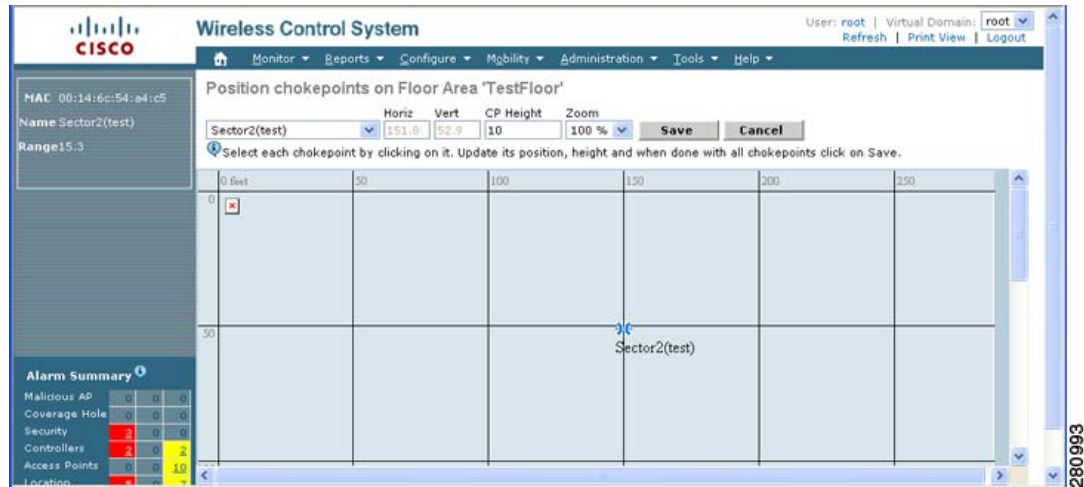 CISCO
Wireless Control System
User: root | Virtual Domain: root
Refresh | Print View | Logout
Monitor Reports Configure Mobility Administration Tools Help
MAC 00:14:6c:54:a4:c5
Name Sector2(test)
Range15.3
Position chokepoints on Floor Area 'TestFloor'
Horiz Vert CP Height Zoom
Sector2(test) 151.8 52.9 10 100 % Save Cancel
Select each chokepoint by clicking on it. Update its position, height and when done with all chokepoints click on Save.
0 feet 50 100 150 200 250
0
50
Sector2(test)
Alarm Summary
Malicious AP 0 0 0
Coverage Hole 0 0 0
Security 0 0
Controllers 0 2
Access Points 0 0 10
Location 0 7
280993